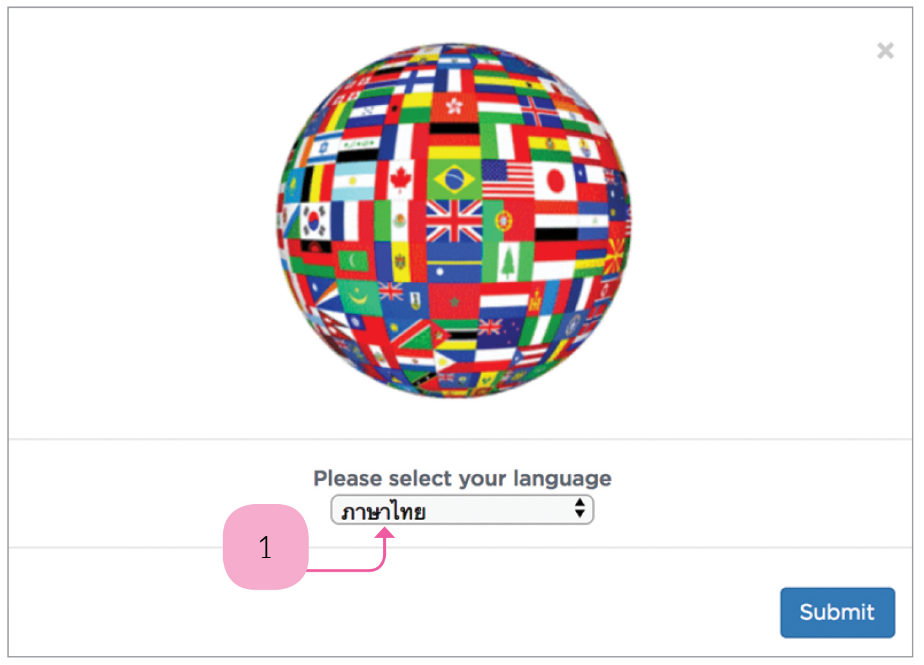 ×
Please select your language
ภาษาไทย
1
Submit